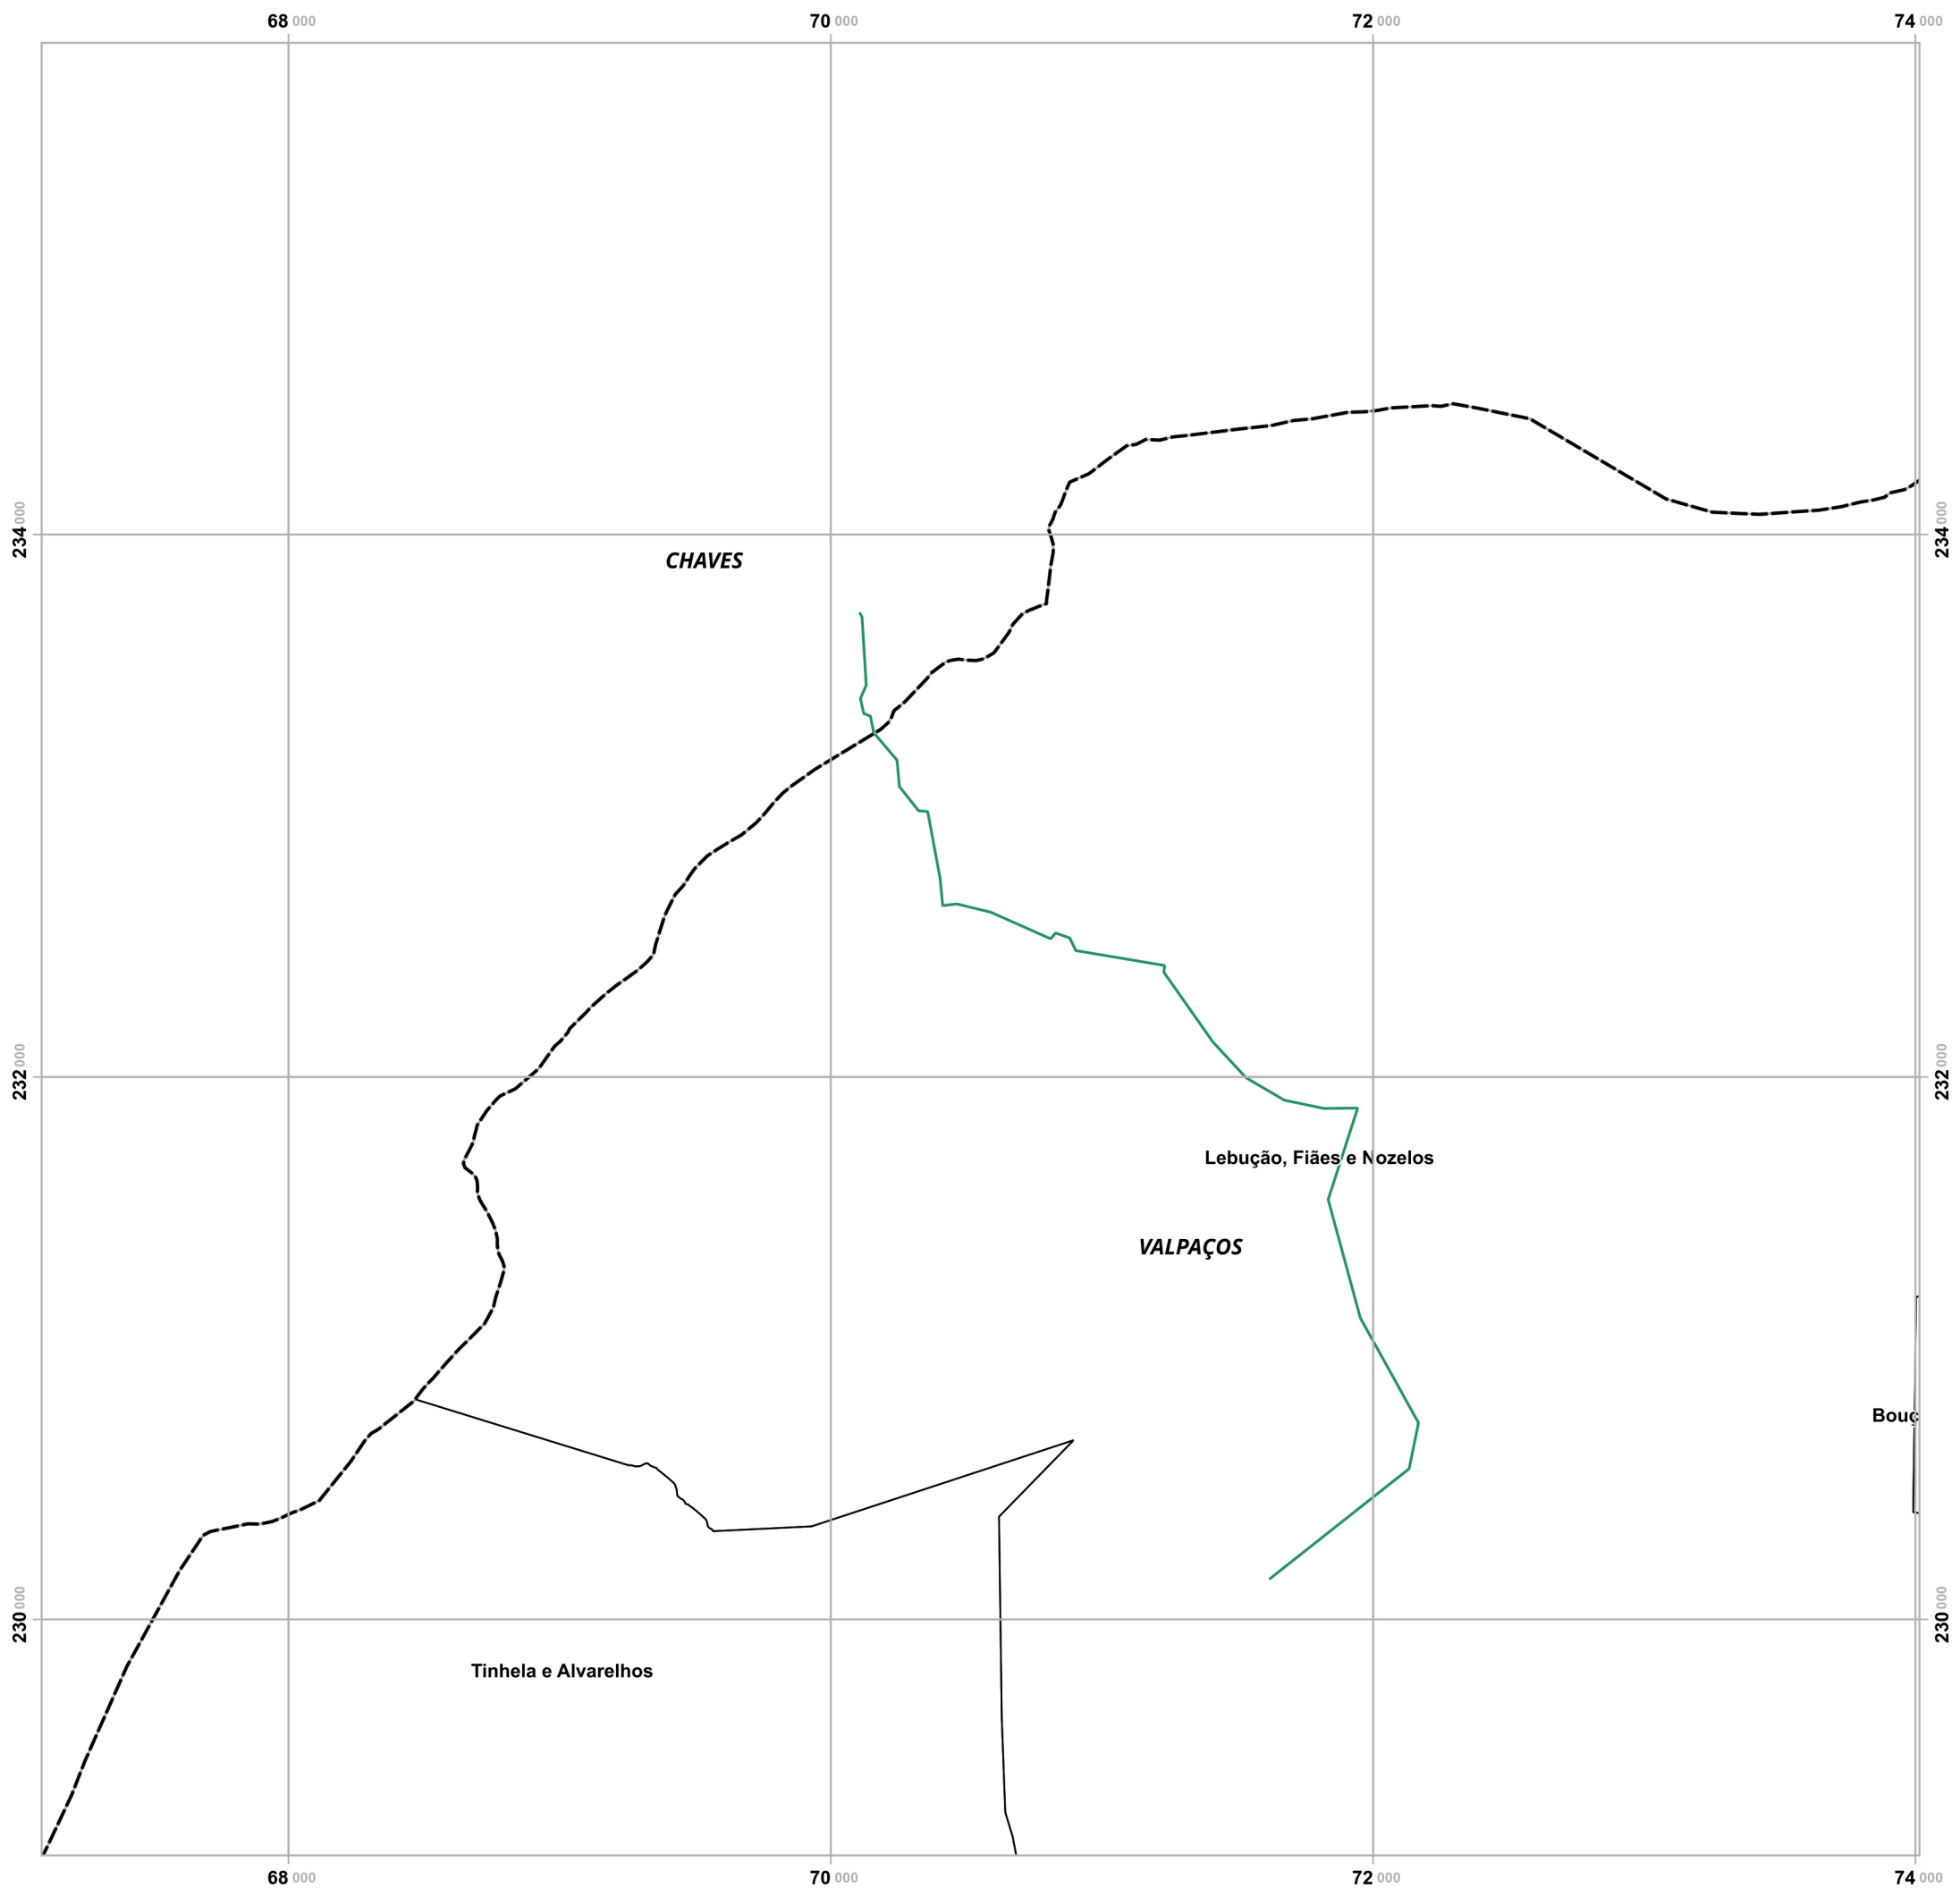 68 000 70 000 72 000 74 000
234 000 234 000
CHAVES
232 000 232 000
Lebução, Fiães e Nozelos
VALPAÇOS
Bouç
230 000 230 000
Tinhela e Alvarelhos
68 000 70 000 72 000 74 000